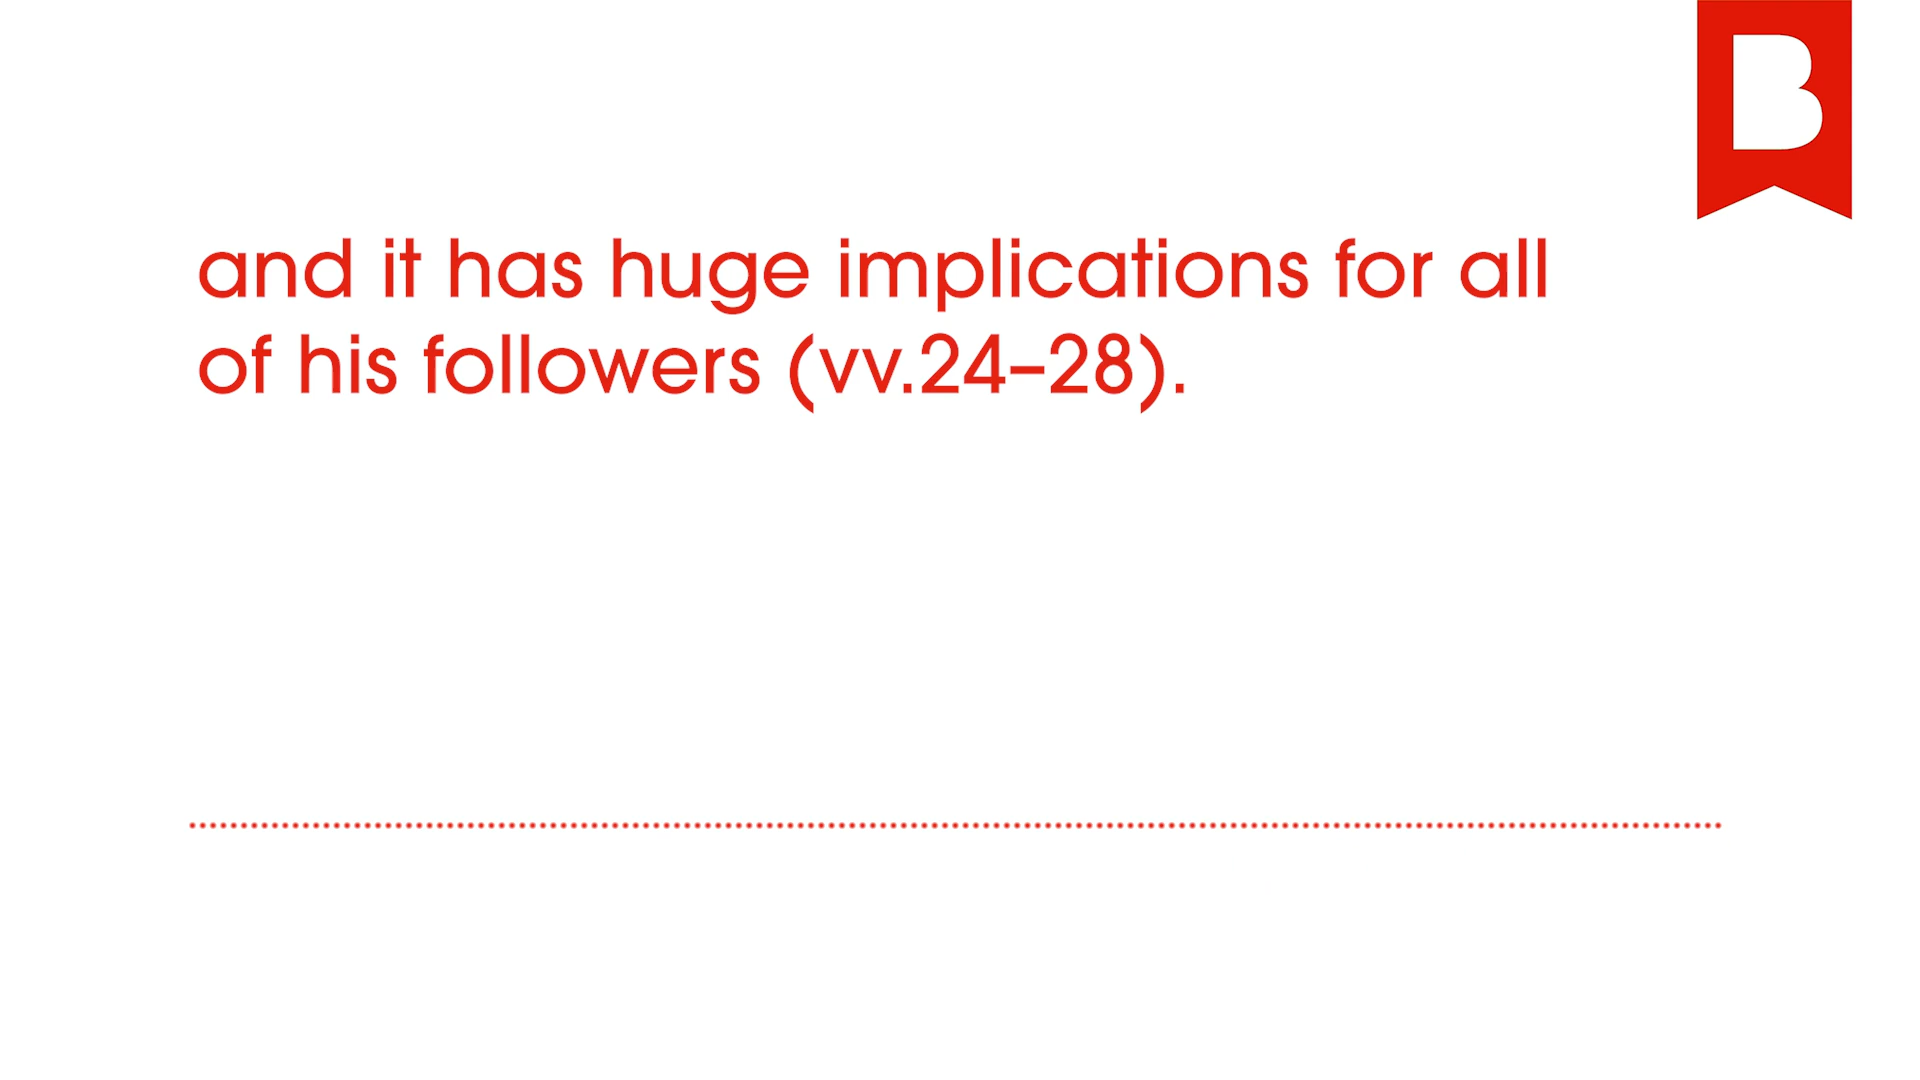 B
and it has huge implications for all
of his followers (vv.24–28).